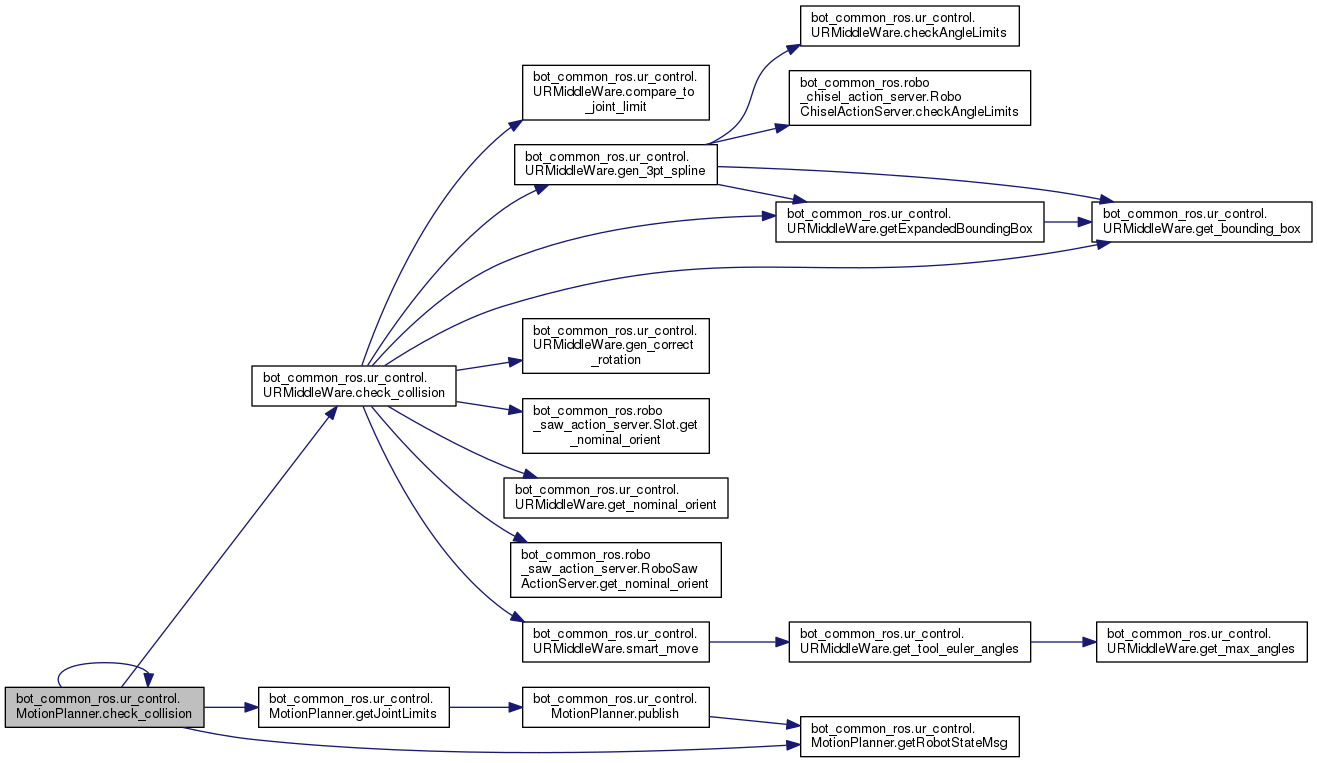 bot_common_ros.ur_control.
URMiddleWare.checkAngleLimits
bot_common_ros.ur_control.
URMiddleWare.compare_to
_joint_limit
bot_common_ros.robo
_chisel_action_server.Robo
ChiselActionServer.checkAngleLimits
bot_common_ros.ur_control.
URMiddleWare.gen_3pt_spline
bot_common_ros.ur_control.
URMiddleWare.getExpandedBoundingBox
bot_common_ros.ur_control.
URMiddleWare.get_bounding_box
bot_common_ros.ur_control.
URMiddleWare.gen_correct
_rotation
bot_common_ros.ur_control.
URMiddleWare.check_collision
bot_common_ros.robo
_saw_action_server.Slot.get
_nominal_orient
bot_common_ros.ur_control.
URMiddleWare.get_nominal_orient
bot_common_ros.robo
_saw_action_server.RoboSaw
ActionServer.get_nominal_orient
bot_common_ros.ur_control.
URMiddleWare.smart_move
bot_common_ros.ur_control.
URMiddleWare.get_tool_euler_angles
bot_common_ros.ur_control.
URMiddleWare.get_max_angles
bot_common_ros.ur_control.
MotionPlanner.check_collision
bot_common_ros.ur_control.
MotionPlanner.getJointLimits
bot_common_ros.ur_control.
MotionPlanner.publish
bot_common_ros.ur_control.
MotionPlanner.getRobotStateMsg